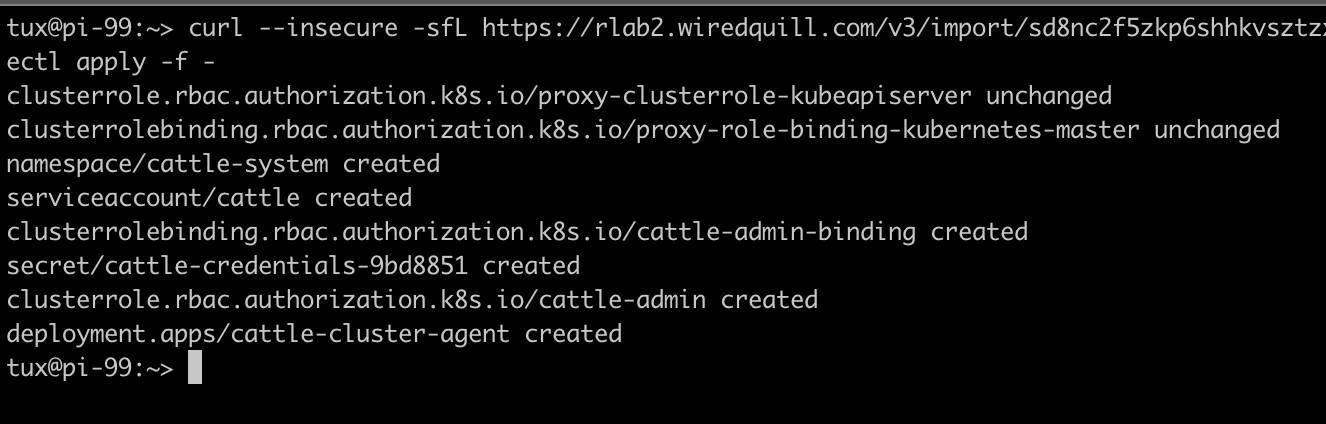 tux@pi-99:~> curl --insecure -sfL https://rlab2.wiredquill.com/v3/import/sd8nc2f5zkp6shhkvsztzx
ectl apply -f -
clusterrole.rbac.authorization.k8s.io/proxy-clusterrole-kubeapiserver unchanged
clusterrolebinding.rbac.authorization.k8s.io/proxy-role-binding-kubernetes-master unchanged
namespace/cattle-system created
serviceaccount/cattle created
clusterrolebinding.rbac.authorization.k8s.io/cattle-admin-binding created
secret/cattle-credentials-9bd8851 created
clusterrole.rbac.authorization.k8s.io/cattle-admin created
deployment.apps/cattle-cluster-agent created
tux@pi-99:~>